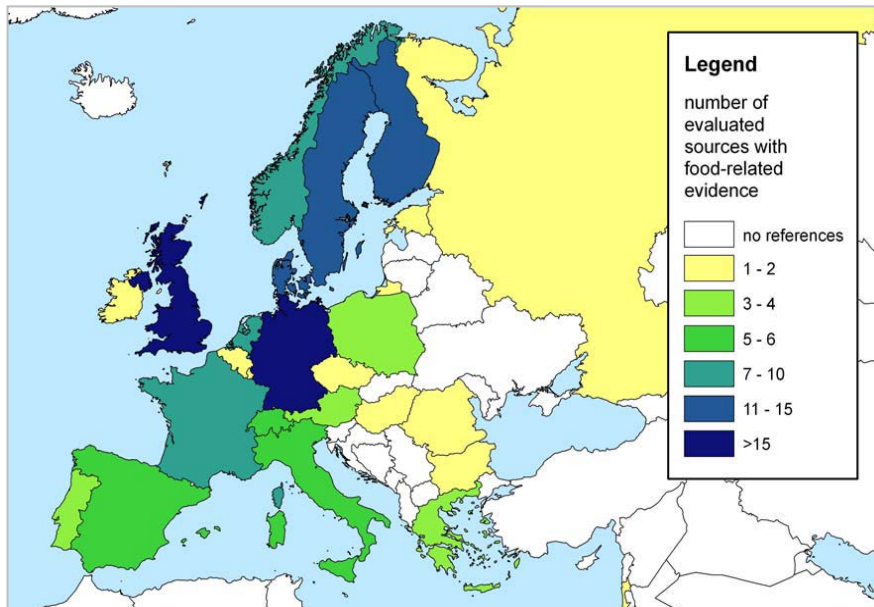 Legend
number of
evaluated
sources with
food-related
evidence
no references
1 - 2
3 - 4
5 - 6
7 - 10
11 - 15
>15